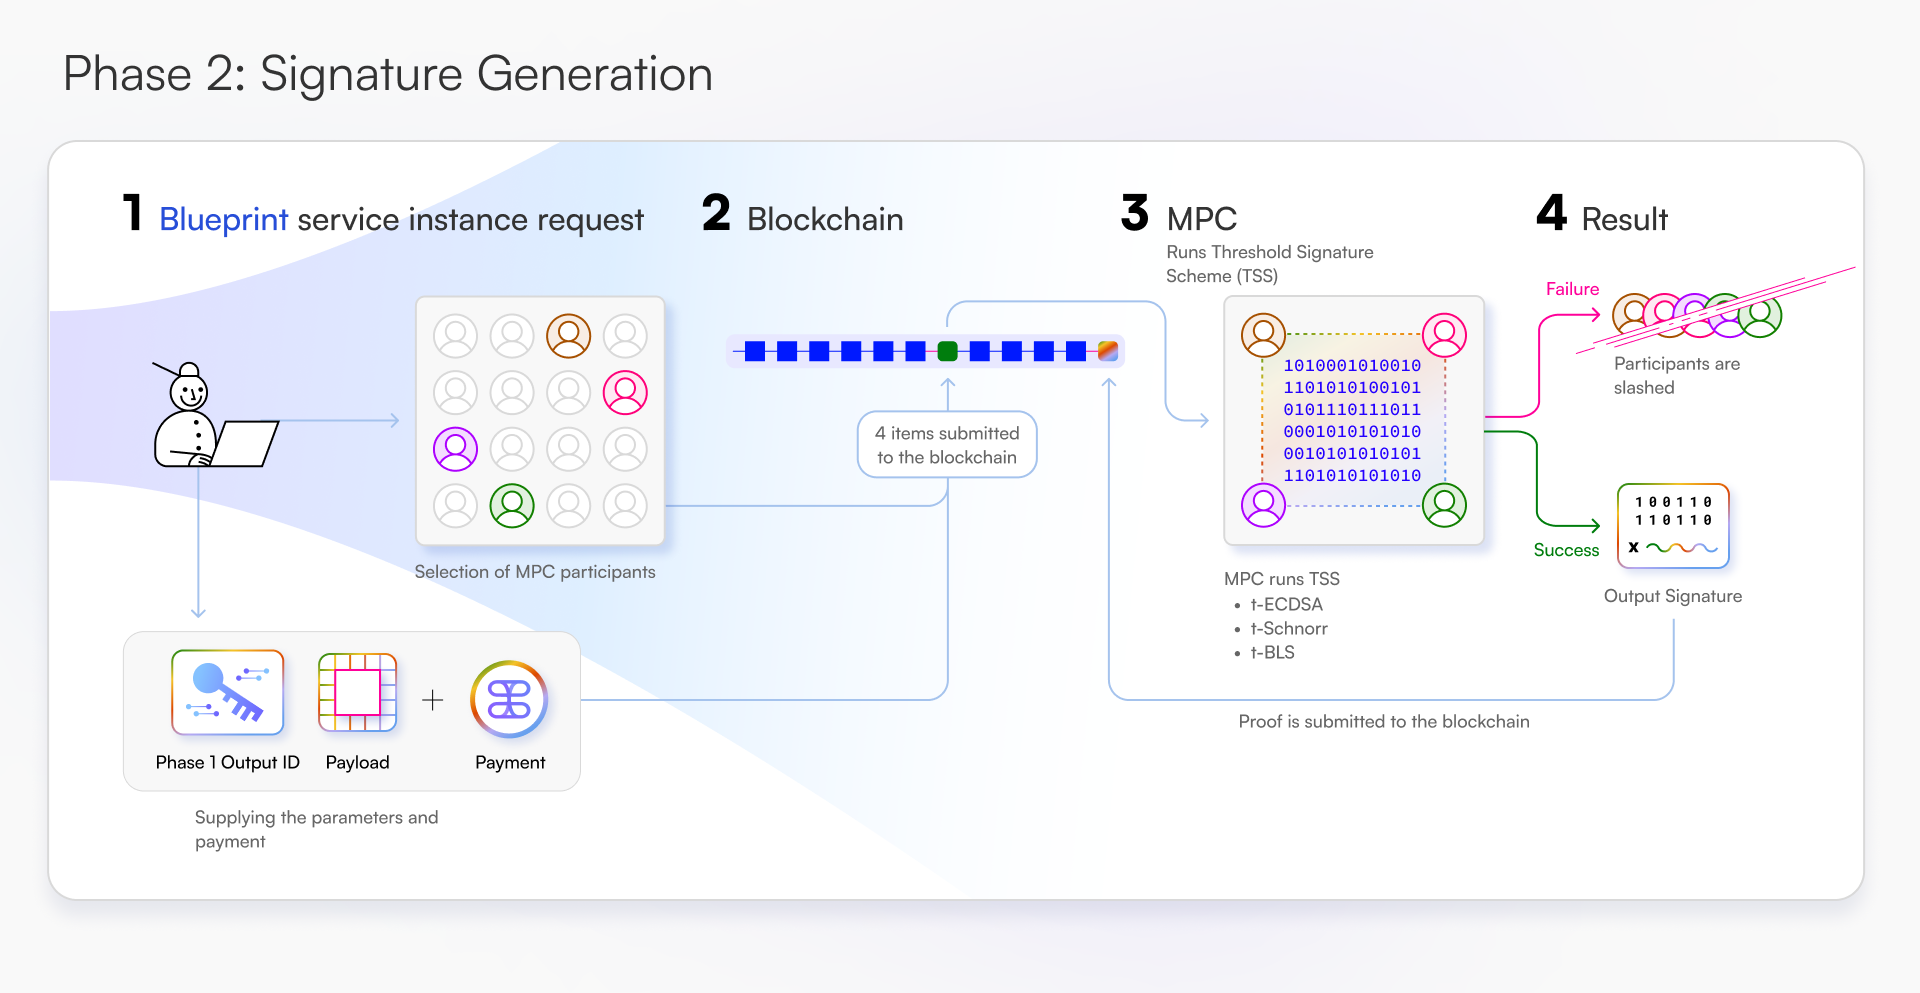 Phase 2: Signature Generation
1 Blueprint service instance request
Selection of MPC participants
Phase 1 Output ID
Payload
+
Payment
Supplying the parameters and
payment
2 Blockchain
4 items submitted
to the blockchain
3 MPC
Runs Threshold Signature
Scheme (TSS)
1010001010010
1101010100101
0101110111011
0001010101010
0010101010101
1101010101010
MPC runs TSS
• t-ECDSA
• t-Schnorr
• t-BLS
4 Result
Failure
Participants are
slashed
Success
100110
110110
x
Output Signature
Proof is submitted to the blockchain